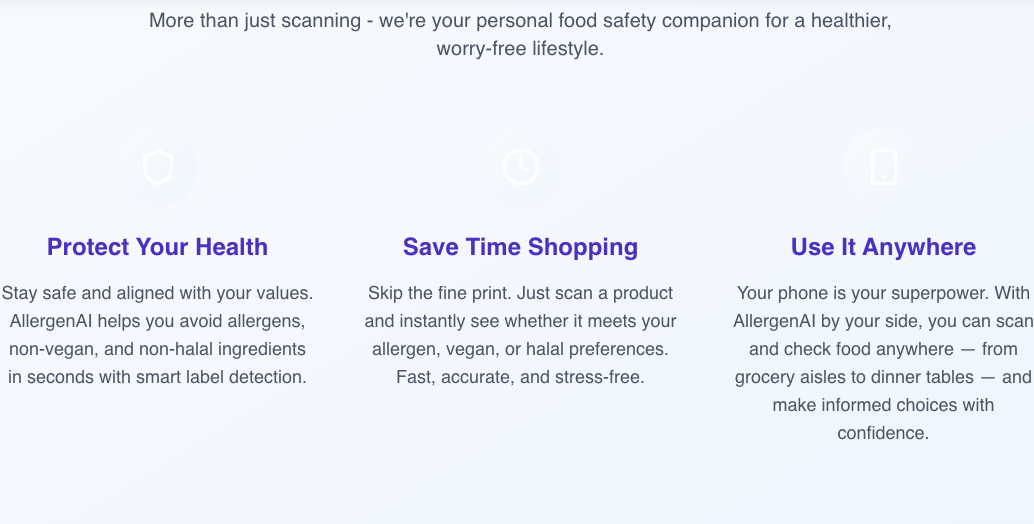 More than just scanning - we're your personal food safety companion for a healthier,
worry-free lifestyle.
Protect Your Health
Stay safe and aligned with your values.
AllergenAI helps you avoid allergens,
non-vegan, and non-halal ingredients
in seconds with smart label detection.
Save Time Shopping
Skip the fine print. Just scan a product
and instantly see whether it meets your
allergen, vegan, or halal preferences.
Fast, accurate, and stress-free.
Use It Anywhere
Your phone is your superpower. With
AllergenAI by your side, you can scan
and check food anywhere — from
grocery aisles to dinner tables — and
make informed choices with
confidence.